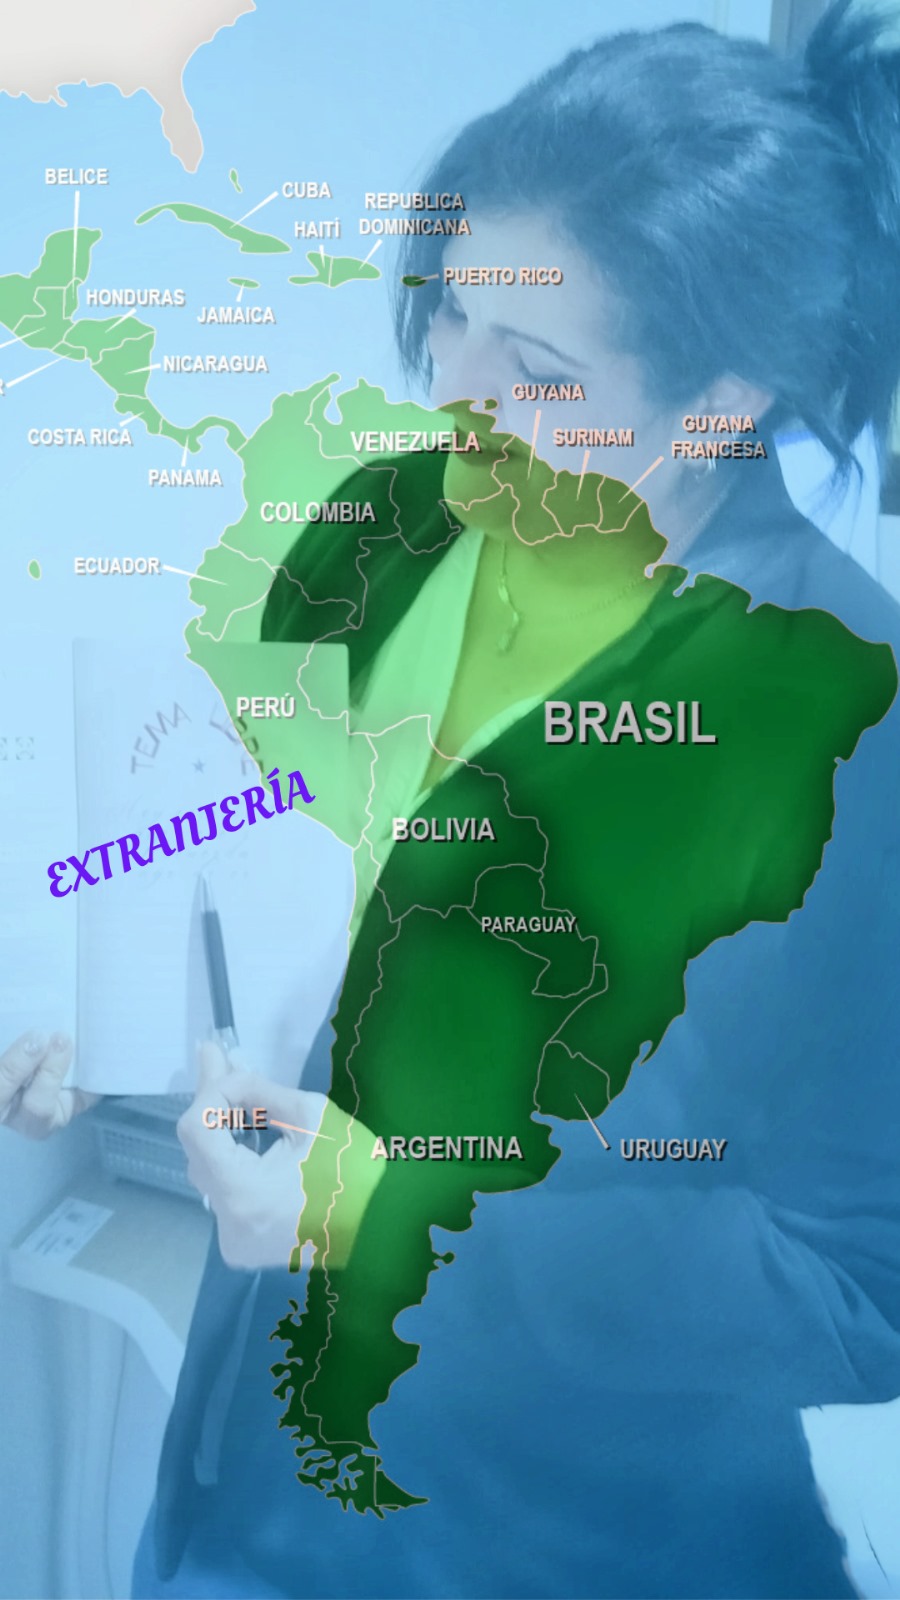 BELICE
CUBA
REPUBLICA
DOMINICANA
HAITÍ
PUERTO RICO
HONDURAS
JAMAICA
NICARAGUA
R
GUYANA
COSTA RICA
VENEZUELA
SURINAM
GUYANA
FRANCESA
PANAMA
COLOMBIA
ECUADOR
PERÚ
BRASIL
TEMA
EXTRANJERÍA
BOLIVIA
PARAGUAY
CHILE
ARGENTINA
URUGUAY